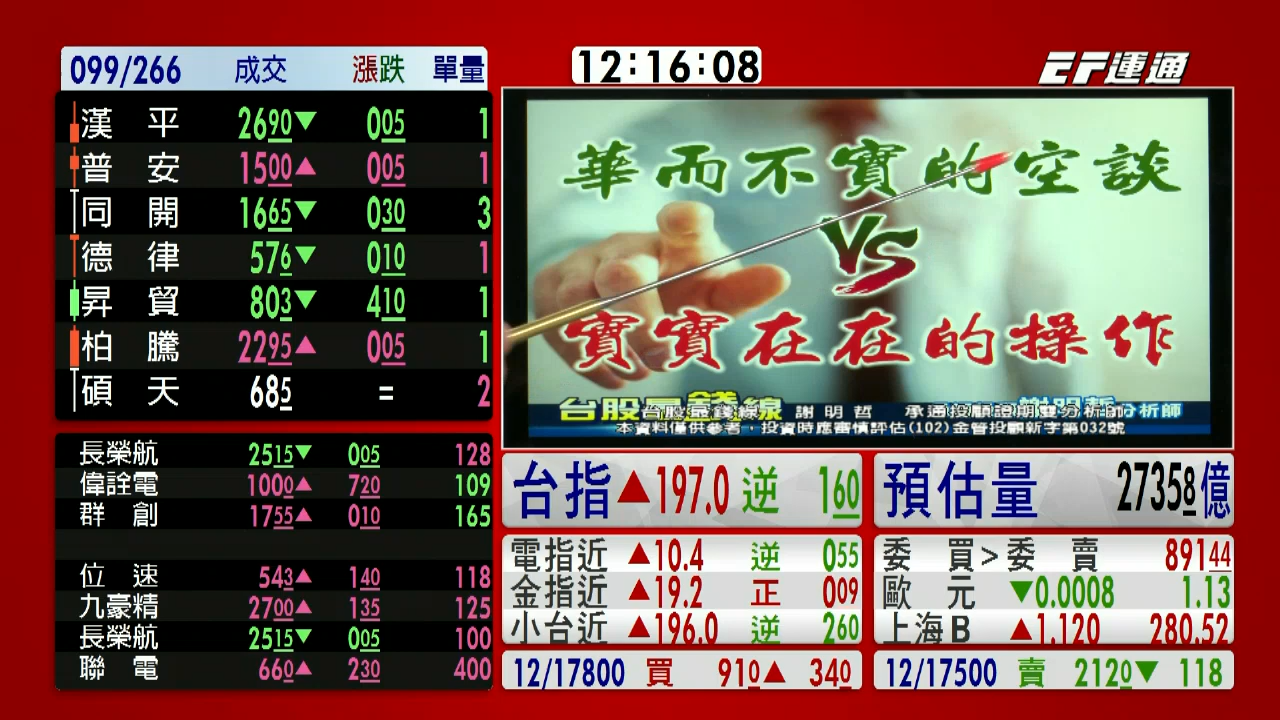 099/266 成交 漲跌 單量
漢平 2690▼ 005 1
普安 1500▲ 005 1
同開 1665▼ 030 3
德律 576▼ 010 1
昇貿 803▼ 410 1
柏騰 2295▲ 005 1
碩天 685 = 2
長榮航 2515▼ 005 128
偉詮電 1000▲ 720 109
群創 1755▲ 010 165
位速 543▲ 140 118
九豪精 2700▲ 135 125
長榮航 2515▼ 005 100
聯電 660▲ 230 400
12:16:08
EF運通
華而不實的空談
VS
實實在在的操作
台股最錢線 謝明哲 承通投顧證期雙分析師
本資料僅供參考，投資時應審慎評估(102)金管投顧新字第032號
台指▲197.0 逆 160
預估量 27358億
電指近 ▲10.4 逆 055
金指近 ▲19.2 正 009
小台近 ▲196.0 逆 260
委買>委賣 89144
歐元 ▼0.0008 1.13
上海B ▲1.120 280.52
12/17800 買 910▲ 340
12/17500 賣 2120▼ 118